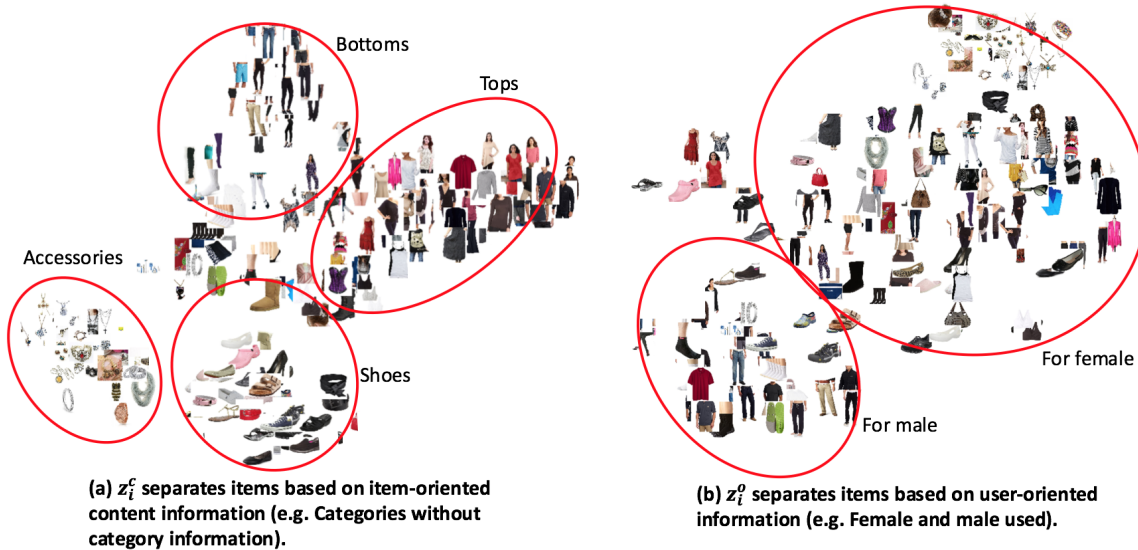 Bottoms
Tops
Accessories
Shoes
(a) z_i^c separates items based on item-oriented
content information (e.g. Categories without
category information).
For female
For male
(b) z_i^o separates items based on user-oriented
information (e.g. Female and male used).